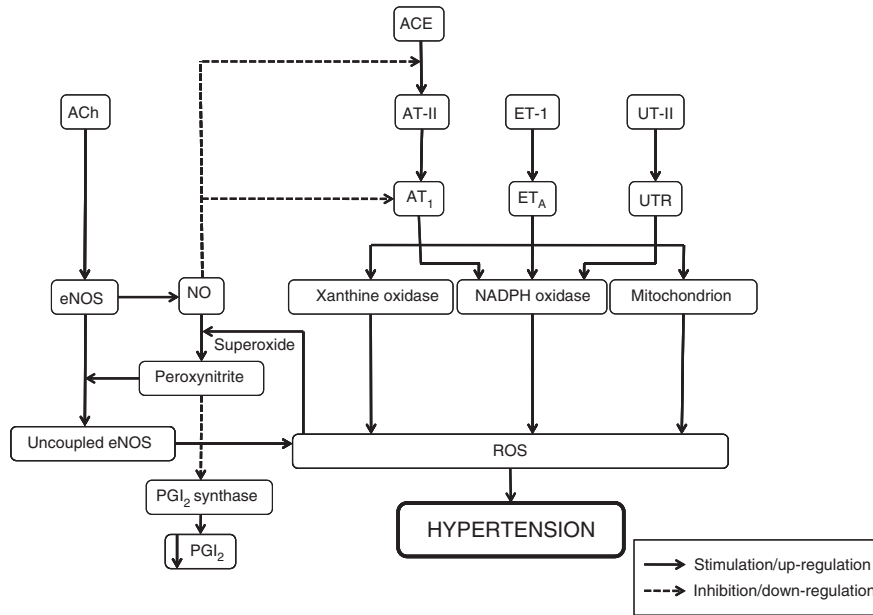 ACE
ACh
AT-II
ET-1
UT-II
AT1
ETA
UTR
eNOS
NO
Xanthine oxidase
NADPH oxidase
Mitochondrion
Superoxide
Peroxynitrite
Uncoupled eNOS
ROS
PGI2 synthase
HYPERTENSION
PGI2
Stimulation/up-regulation
Inhibition/down-regulation